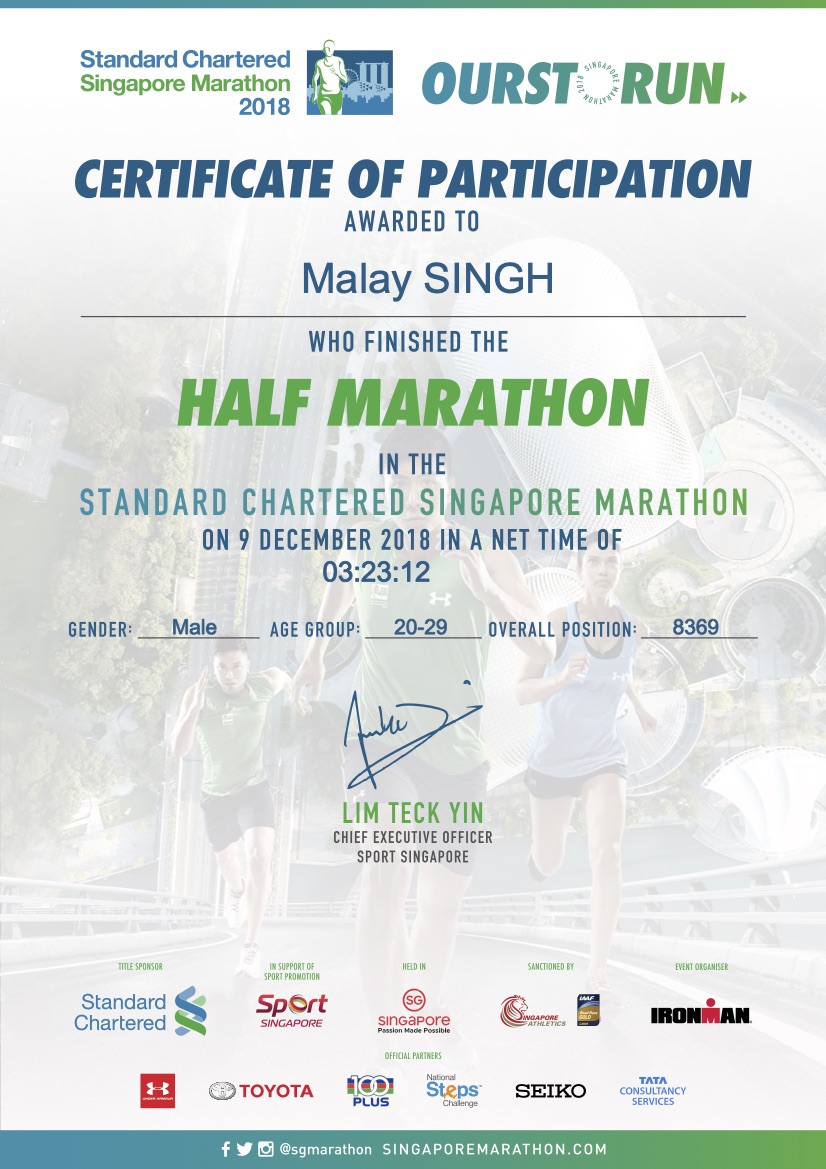 Standard Chartered
Singapore Marathon
2018
OURSTORUN
SINGAPORE MARATHON 2018
CERTIFICATE OF PARTICIPATION
AWARDED TO
Malay SINGH
WHO FINISHED THE
HALF MARATHON
IN THE
STANDARD CHARTERED SINGAPORE MARATHON
ON 9 DECEMBER 2018 IN A NET TIME OF
03:23:12
GENDER: Male AGE GROUP: 20-29 OVERALL POSITION: 8369
LIM TECK YIN
CHIEF EXECUTIVE OFFICER
SPORT SINGAPORE
TITLE SPONSOR
Standard
Chartered
IN SUPPORT OF
SPORT PROMOTION
Sport
SINGAPORE
HELD IN
SG
singapore
Passion Made Possible
SANCTIONED BY
SINGAPORE
ATHLETICS
IAAF
GOLD
EVENT ORGANISER
IRONMAN
OFFICIAL PARTNERS
UNDER ARMOUR
TOYOTA
100
PLUS
National
Steps
Challenge
SEIKO
TATA
CONSULTANCY
SERVICES
@sgmarathon SINGAPOREMARATHON.COM